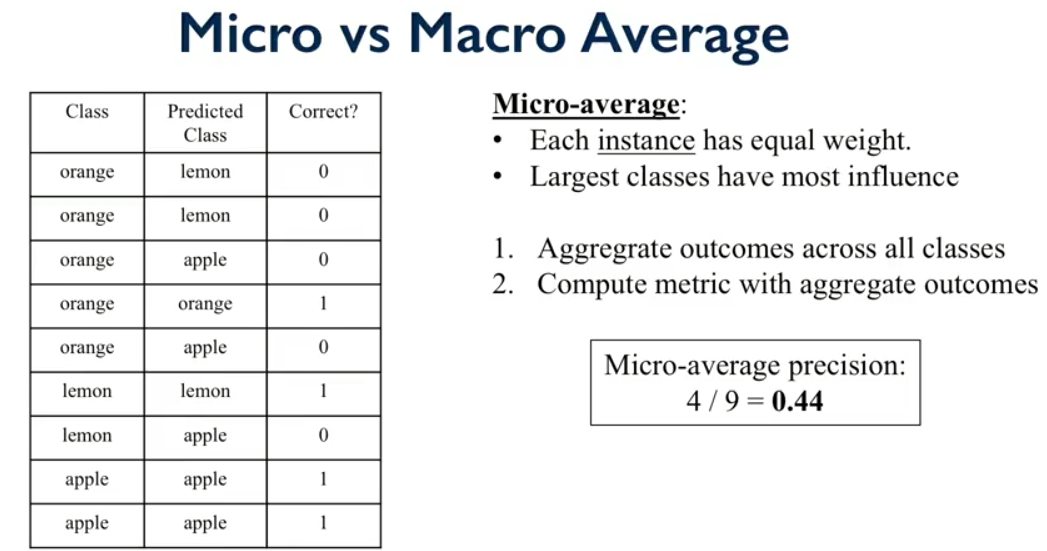 Micro vs Macro Average
Class Predicted Class Correct?
orange lemon 0
orange lemon 0
orange apple 0
orange orange 1
orange apple 0
lemon lemon 1
lemon apple 0
apple apple 1
apple apple 1
Micro-average:
• Each instance has equal weight.
• Largest classes have most influence
1. Aggregrate outcomes across all classes
2. Compute metric with aggregate outcomes
Micro-average precision:
4 / 9 = 0.44